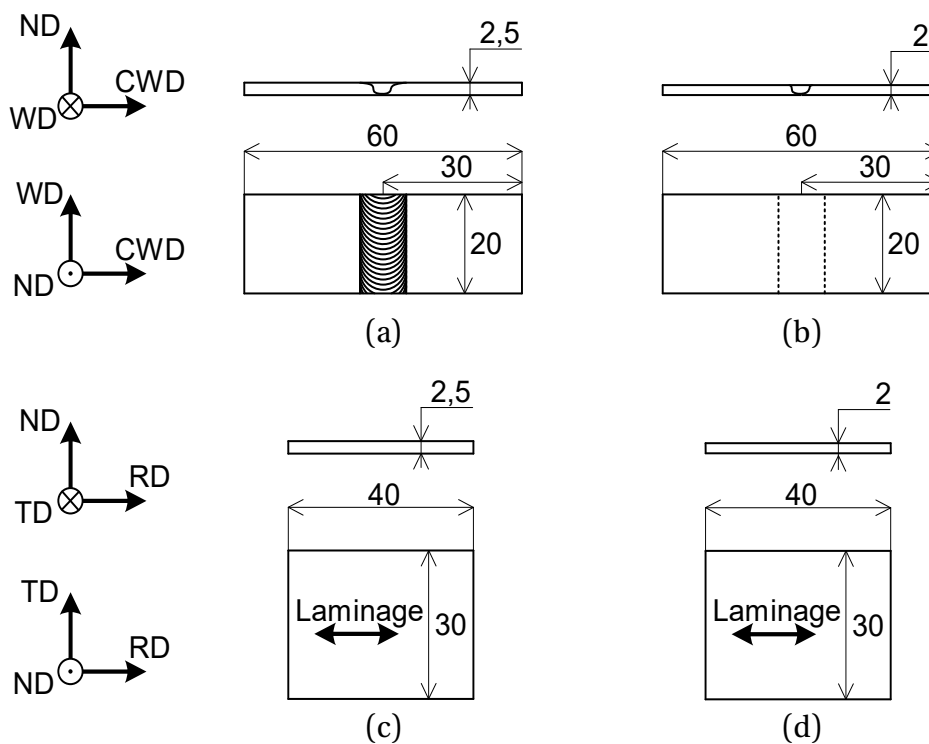 ND
CWD
WD
2,5
2
60
60
30
30
WD
CWD
ND
20
20
(a)
(b)
ND
RD
TD
2,5
2
40
40
TD
RD
ND
Laminage
30
Laminage
30
(c)
(d)